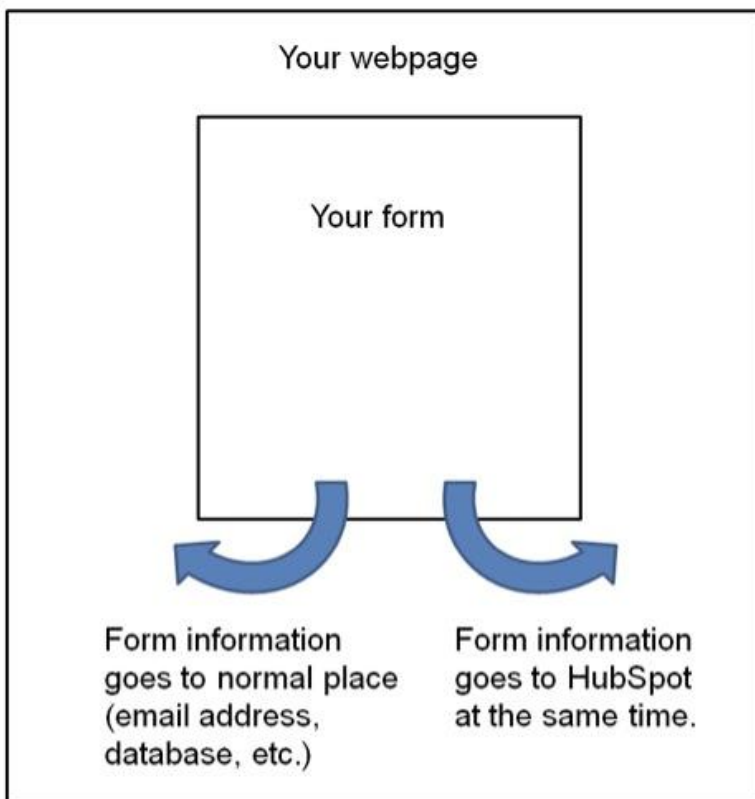 Your webpage
Your form
Form information
goes to normal place
(email address,
database, etc.)
Form information
goes to HubSpot
at the same time.